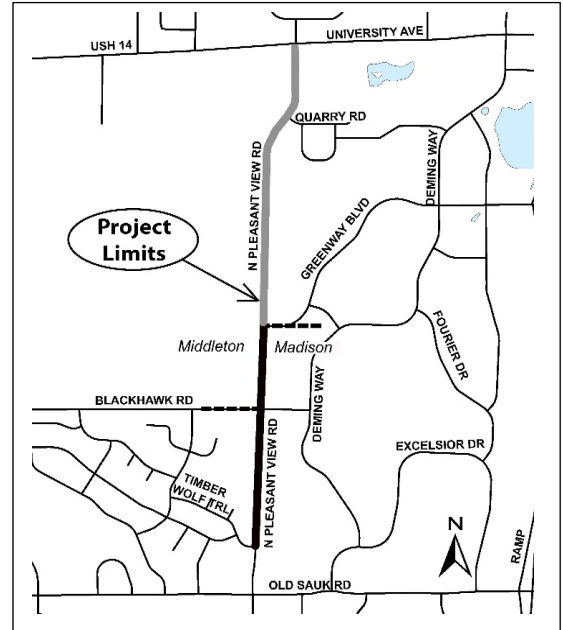 USH 14
UNIVERSITY AVE
QUARRY RD
N PLEASANT VIEW RD
DEMING WAY
GREENWAY BLVD
Project
Limits
Middleton
Madison
FOURIER DR
BLACKHAWK RD
DEMING WAY
N PLEASANT VIEW RD
EXCELSIOR DR
TIMBER
WOLF TRL
N
RAMP
OLD SAUK RD